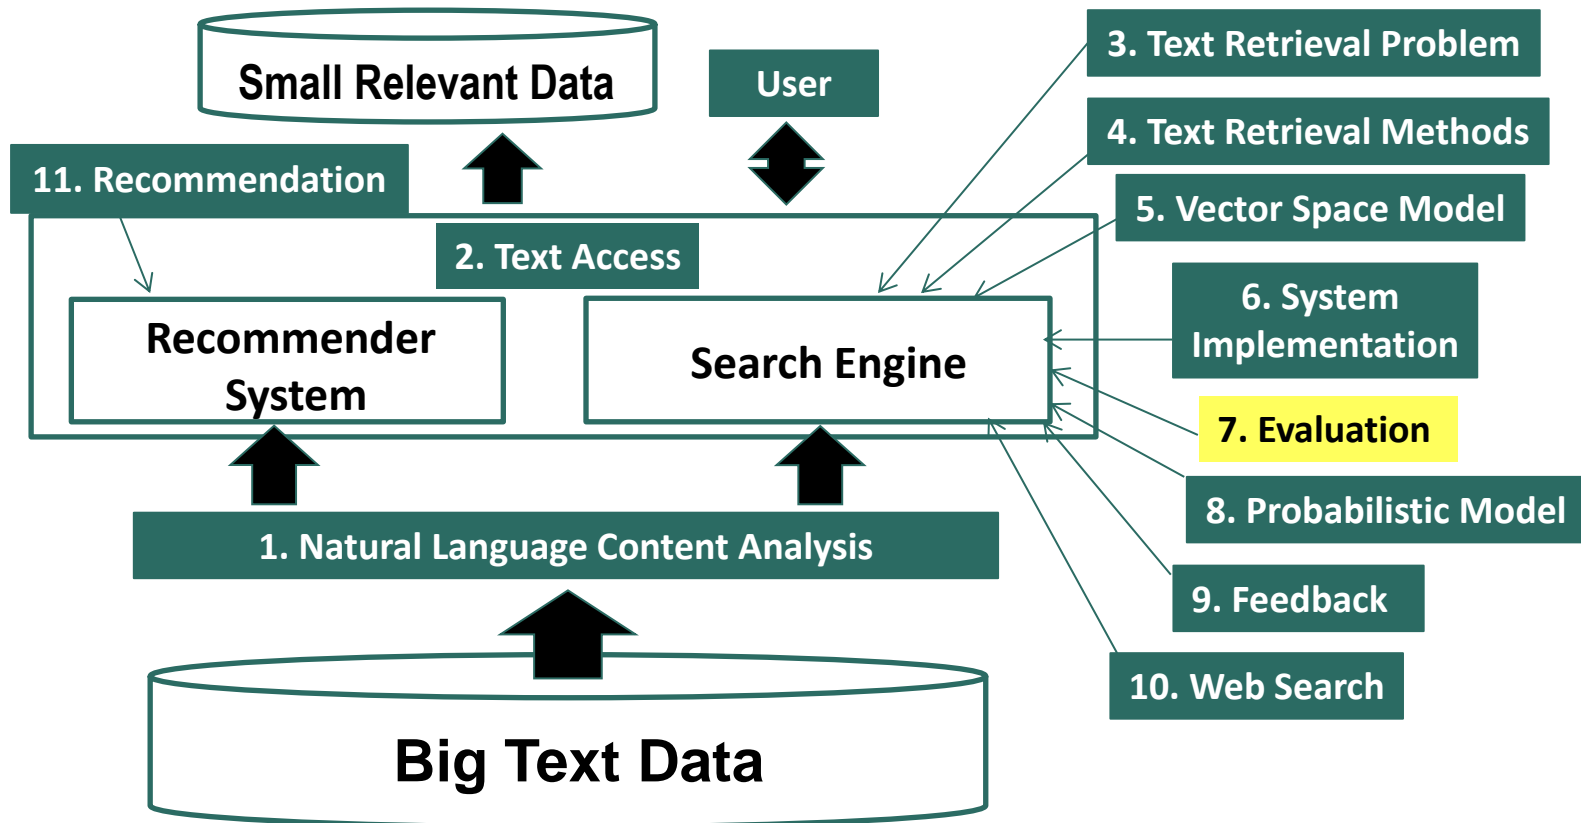 Small Relevant Data
User
3. Text Retrieval Problem
4. Text Retrieval Methods
11. Recommendation
5. Vector Space Model
2. Text Access
6. System
Implementation
Recommender
System
Search Engine
7. Evaluation
8. Probabilistic Model
1. Natural Language Content Analysis
9. Feedback
10. Web Search
Big Text Data